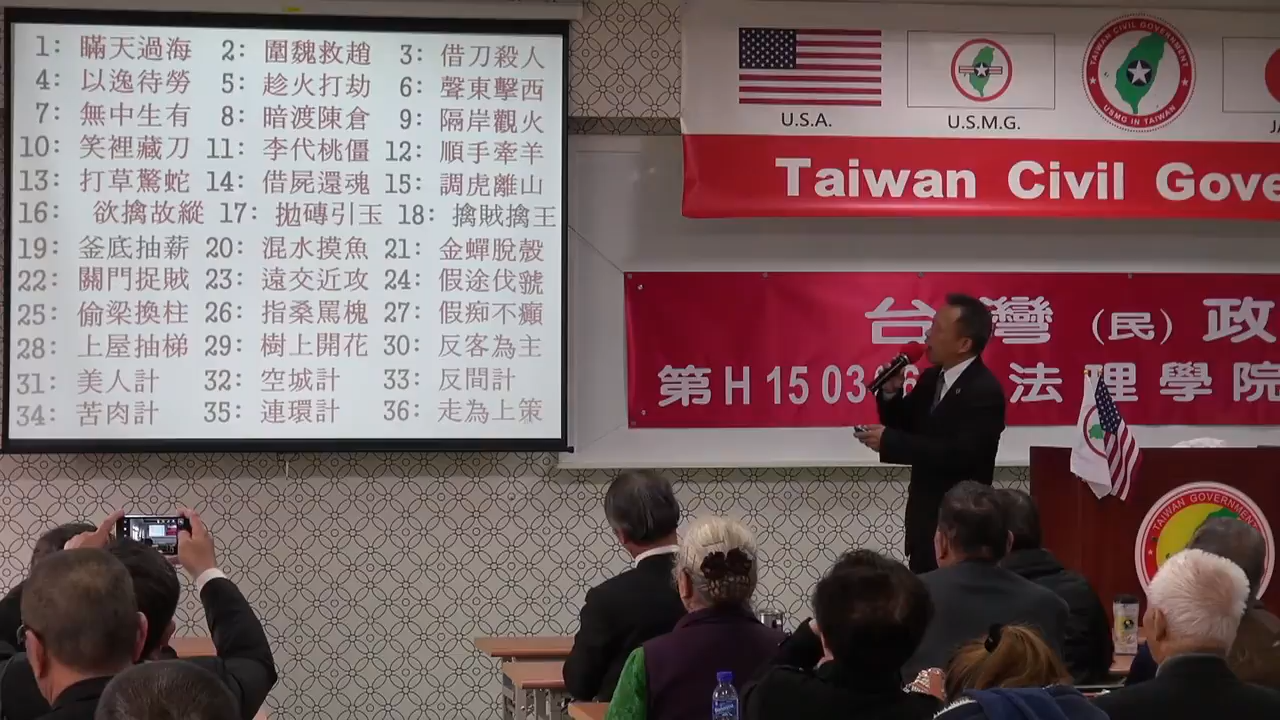 1: 瞞天過海 2: 圍魏救趙 3: 借刀殺人
4: 以逸待勞 5: 趁火打劫 6: 聲東擊西
7: 無中生有 8: 暗渡陳倉 9: 隔岸觀火
10: 笑裡藏刀 11: 李代桃僵 12: 順手牽羊
13: 打草驚蛇 14: 借屍還魂 15: 調虎離山
16: 欲擒故縱 17: 拋磚引玉 18: 擒賊擒王
19: 釜底抽薪 20: 混水摸魚 21: 金蟬脫殼
22: 關門捉賊 23: 遠交近攻 24: 假途伐虢
25: 偷梁換柱 26: 指桑罵槐 27: 假痴不癲
28: 上屋抽梯 29: 樹上開花 30: 反客為主
31: 美人計 32: 空城計 33: 反間計
34: 苦肉計 35: 連環計 36: 走為上策
U.S.A.
U.S.M.G.
TAIWAN CIVIL GOVERNMENT
USMG IN TAIWAN
Taiwan Civil Gove
台灣（民）政
第H 15 03 法理學院
TAIWAN GOVERNMENT